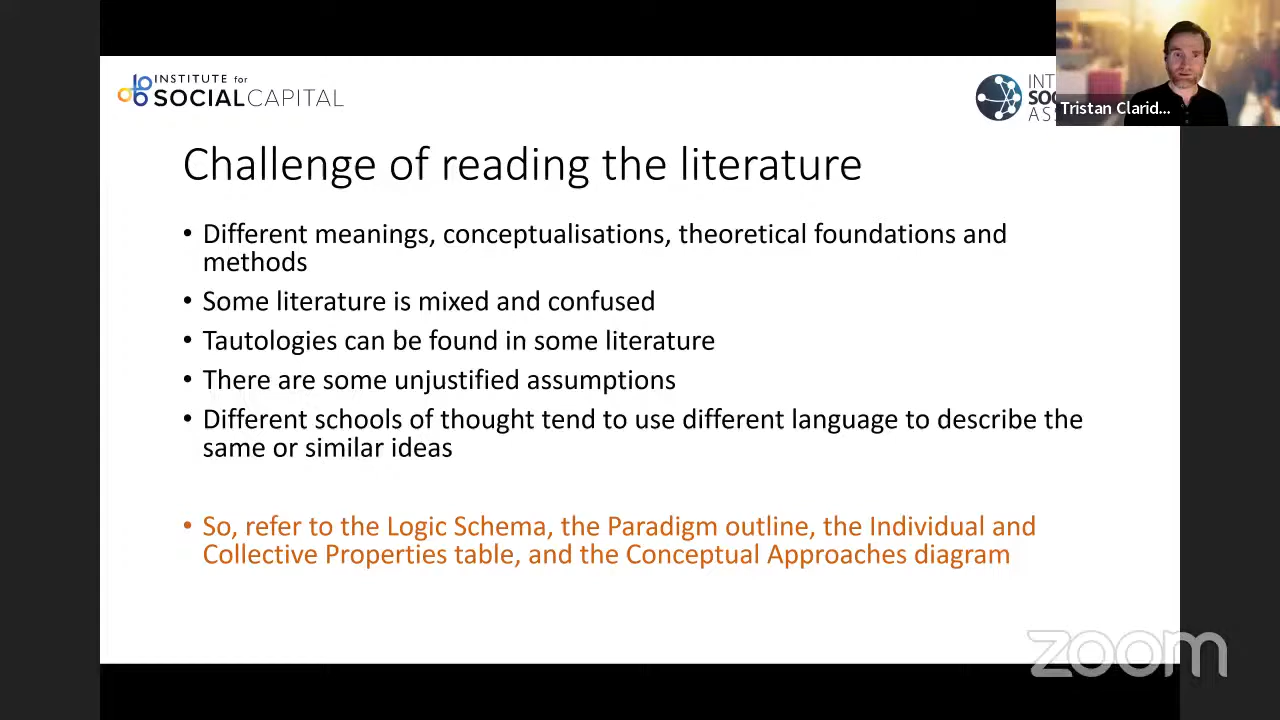 INSTITUTE for
SOCIALCAPITAL
Tristan Clarid...
Challenge of reading the literature
• Different meanings, conceptualisations, theoretical foundations and
methods
• Some literature is mixed and confused
• Tautologies can be found in some literature
• There are some unjustified assumptions
• Different schools of thought tend to use different language to describe the
same or similar ideas
• So, refer to the Logic Schema, the Paradigm outline, the Individual and
Collective Properties table, and the Conceptual Approaches diagram
zoom